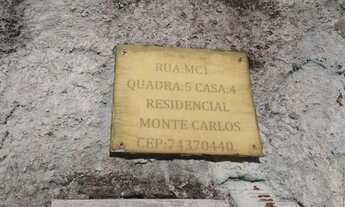 RUA:MC1
QUADRA:5 CASA:4
RESIDENCIAL
MONTE CARLOS
CEP:74370440